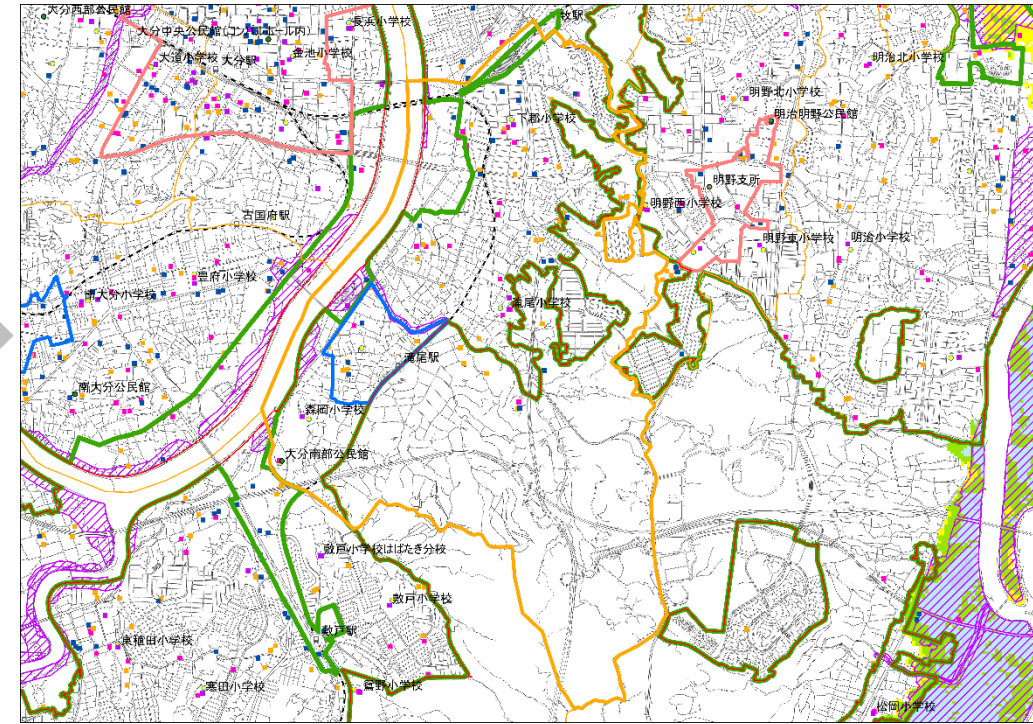 大分西部公民館
長浜小学校
牧駅
大分中央公民館(コンパルホール内)
大道小学校
大分駅
金池小学校
明治北小学校
明野北小学校
下郡小学校
明治明野公民館
明野支所
古国府駅
明野西小学校
明野東小学校
明治小学校
豊府小学校
南大分小学校
滝尾小学校
滝尾駅
南大分公民館
森岡小学校
大分南部公民館
敷戸小学校はばたき分校
敷戸小学校
敷戸駅
東稙田小学校
寒田小学校
鴛野小学校
松岡小学校